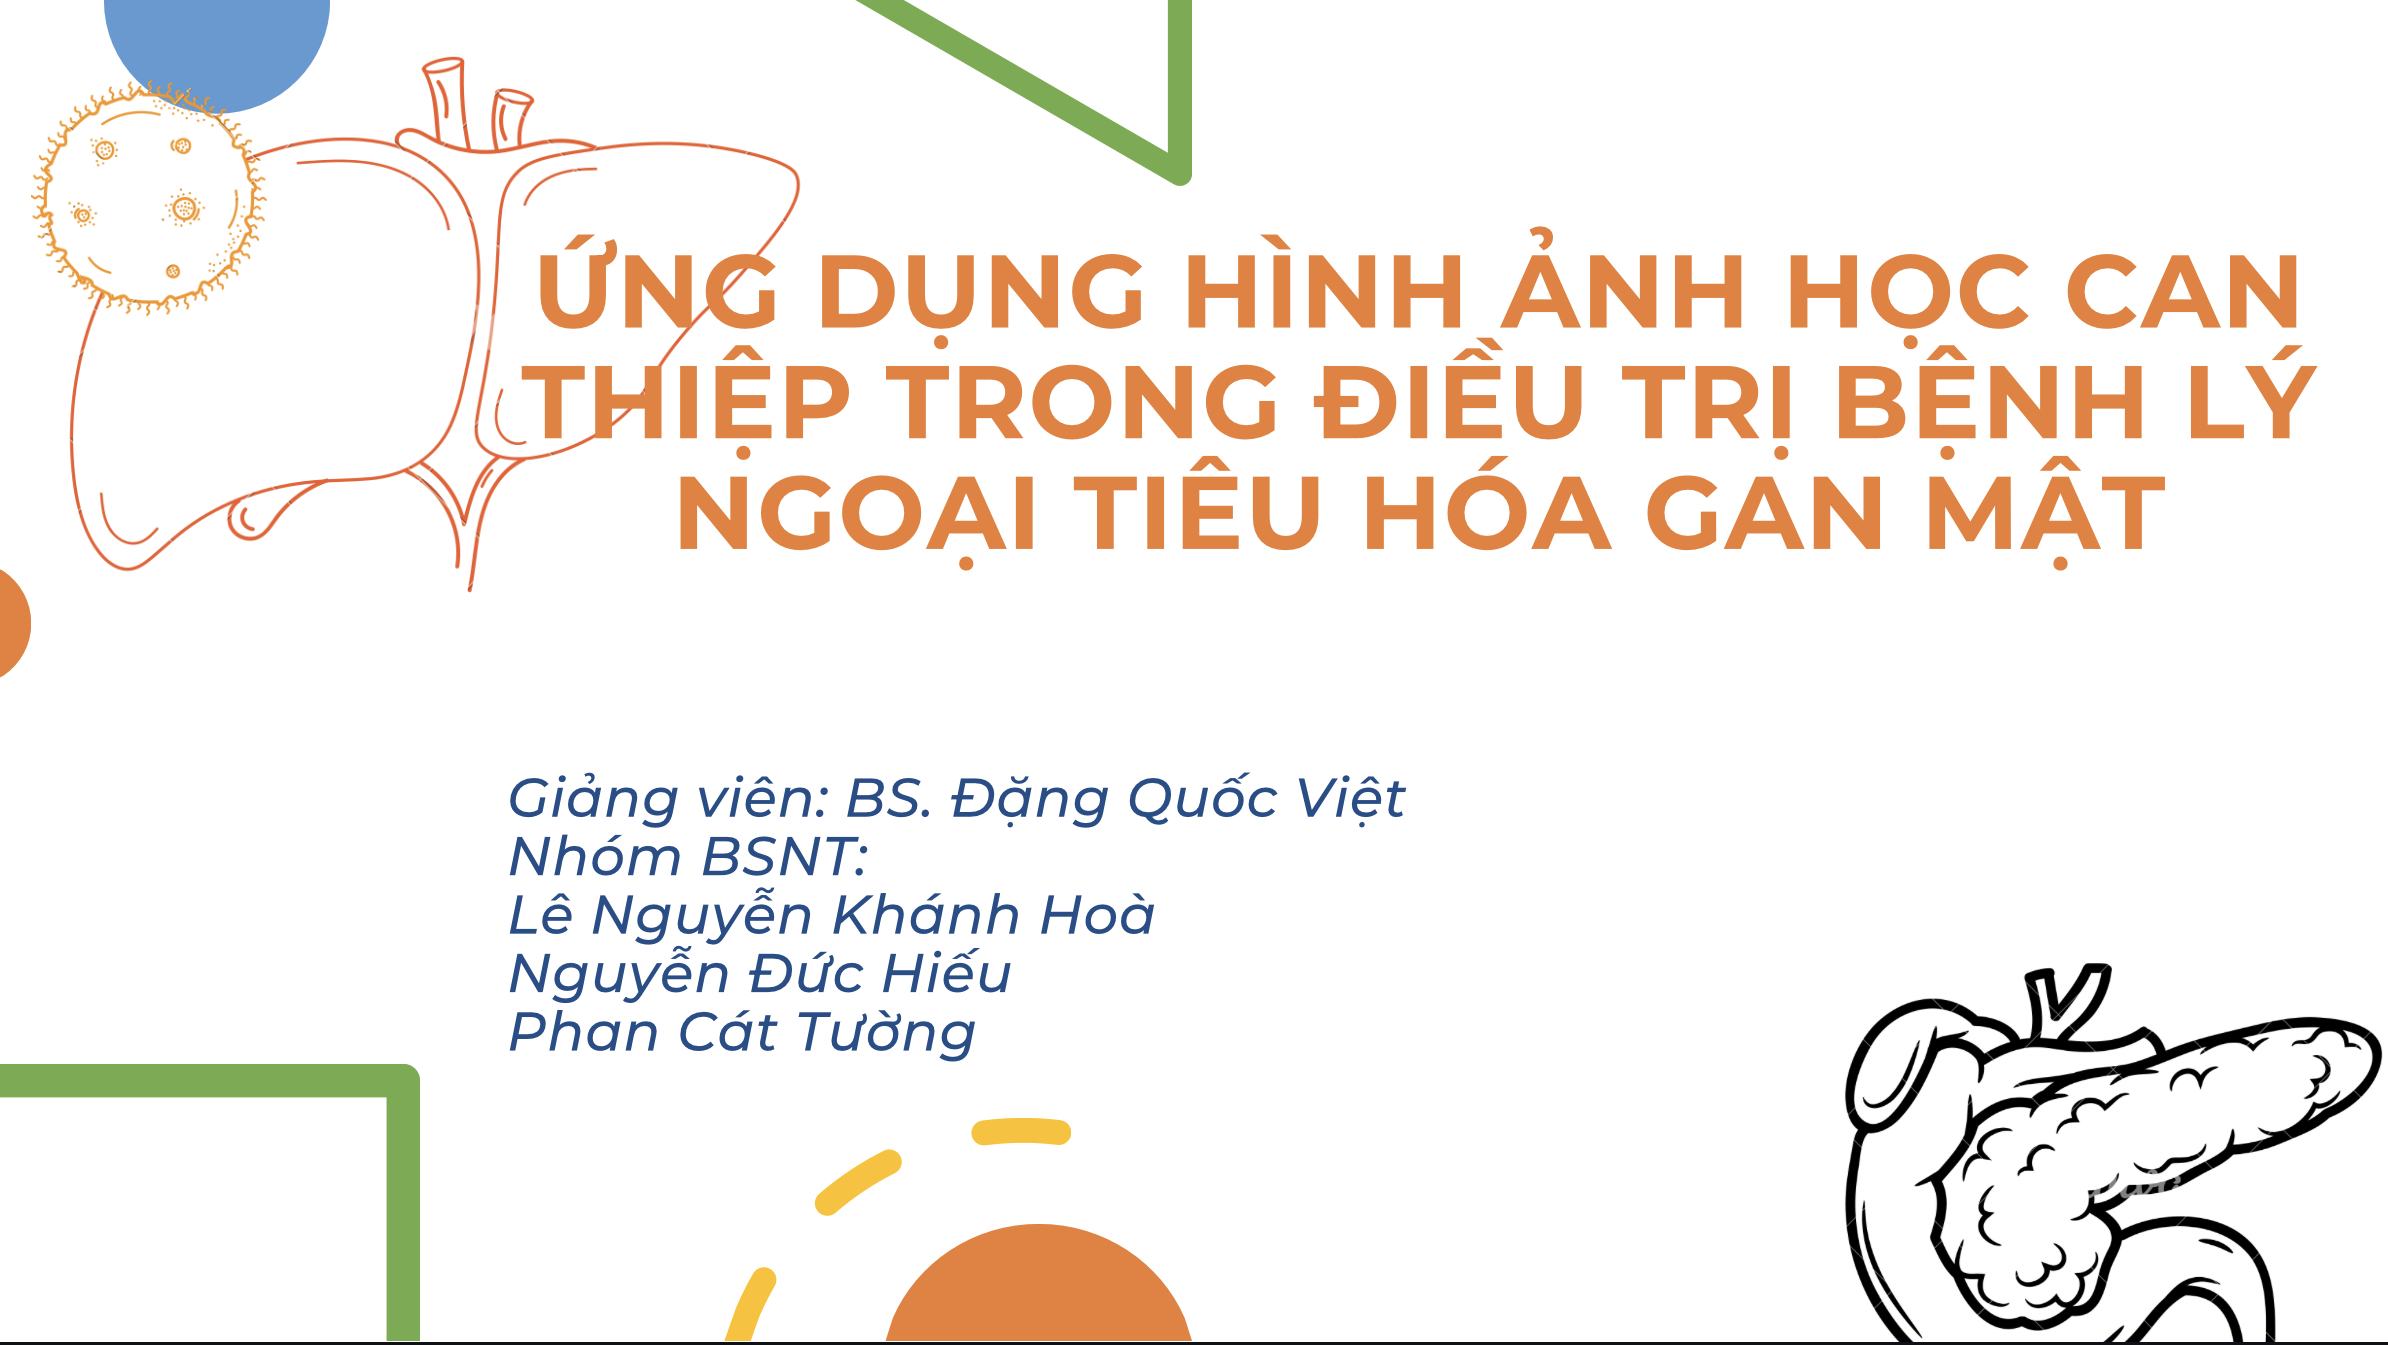 ỨNG DỤNG HÌNH ẢNH HỌC CAN
THIỆP TRONG ĐIỀU TRỊ BỆNH LÝ
NGOẠI TIÊU HÓA GAN MẬT
Giảng viên: BS. Đặng Quốc Việt
Nhóm BSNT:
Lê Nguyễn Khánh Hoà
Nguyễn Đức Hiếu
Phan Cát Tường